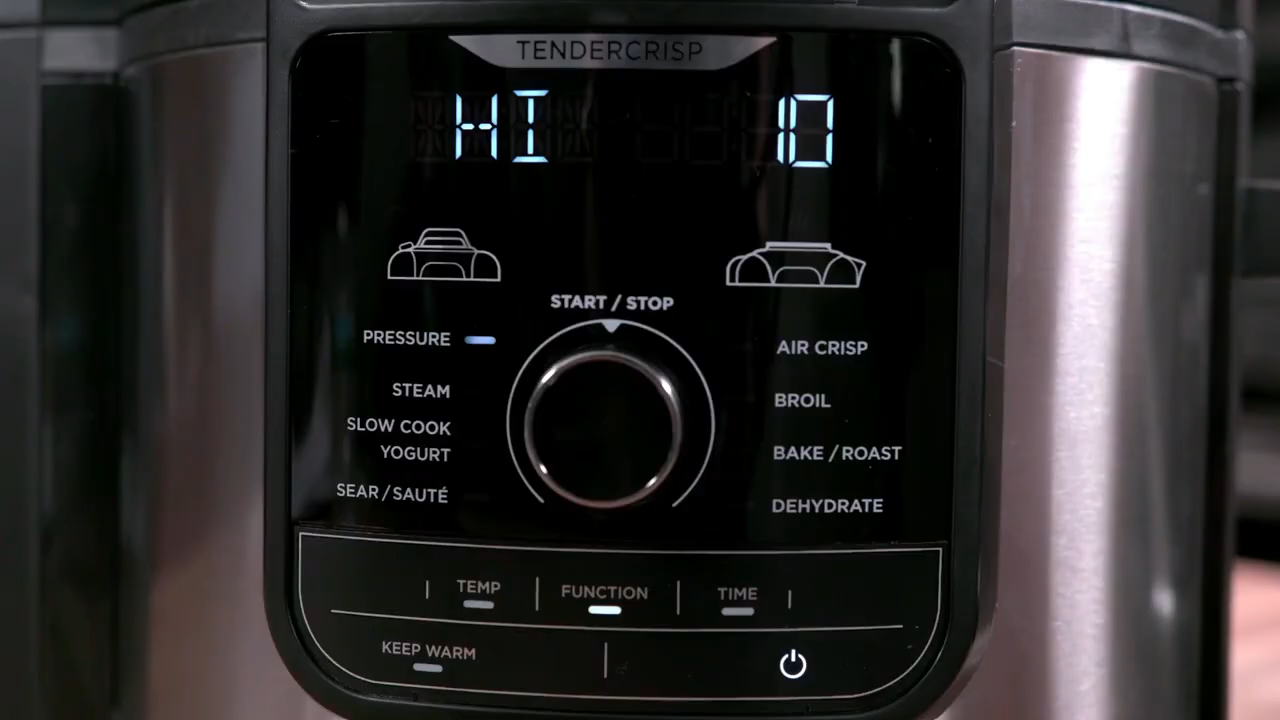 TENDERCRISP
HI 10
START / STOP
PRESSURE
STEAM
SLOW COOK
YOGURT
SEAR / SAUTÉ
AIR CRISP
BROIL
BAKE / ROAST
DEHYDRATE
TEMP FUNCTION TIME
KEEP WARM